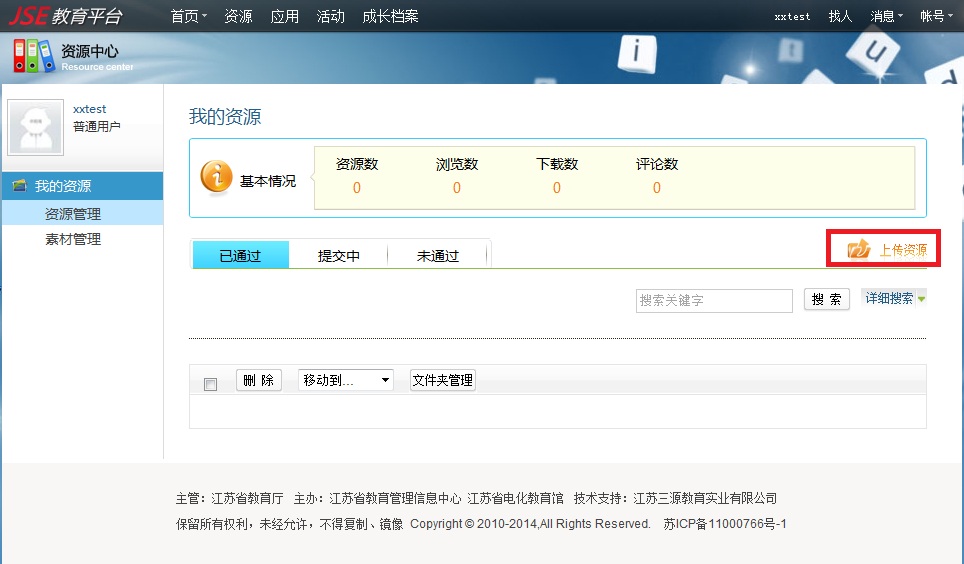 JSE教育平台 首页 资源 应用 活动 成长档案 xxtest 找人 消息 帐号
资源中心
Resource center
i
t
u
d
xxtest
普通用户
我的资源
资源管理
素材管理
我的资源
基本情况
资源数 浏览数 下载数 评论数
0 0 0 0
已通过 提交中 未通过 上传资源
搜索关键字 搜 索 详细搜索
删 除 移动到... 文件夹管理
主管：江苏省教育厅 主办：江苏省教育管理信息中心 江苏省电化教育馆 技术支持：江苏三源教育实业有限公司
保留所有权利，未经允许，不得复制、镜像 Copyright © 2010-2014,All Rights Reserved. 苏ICP备11000766号-1